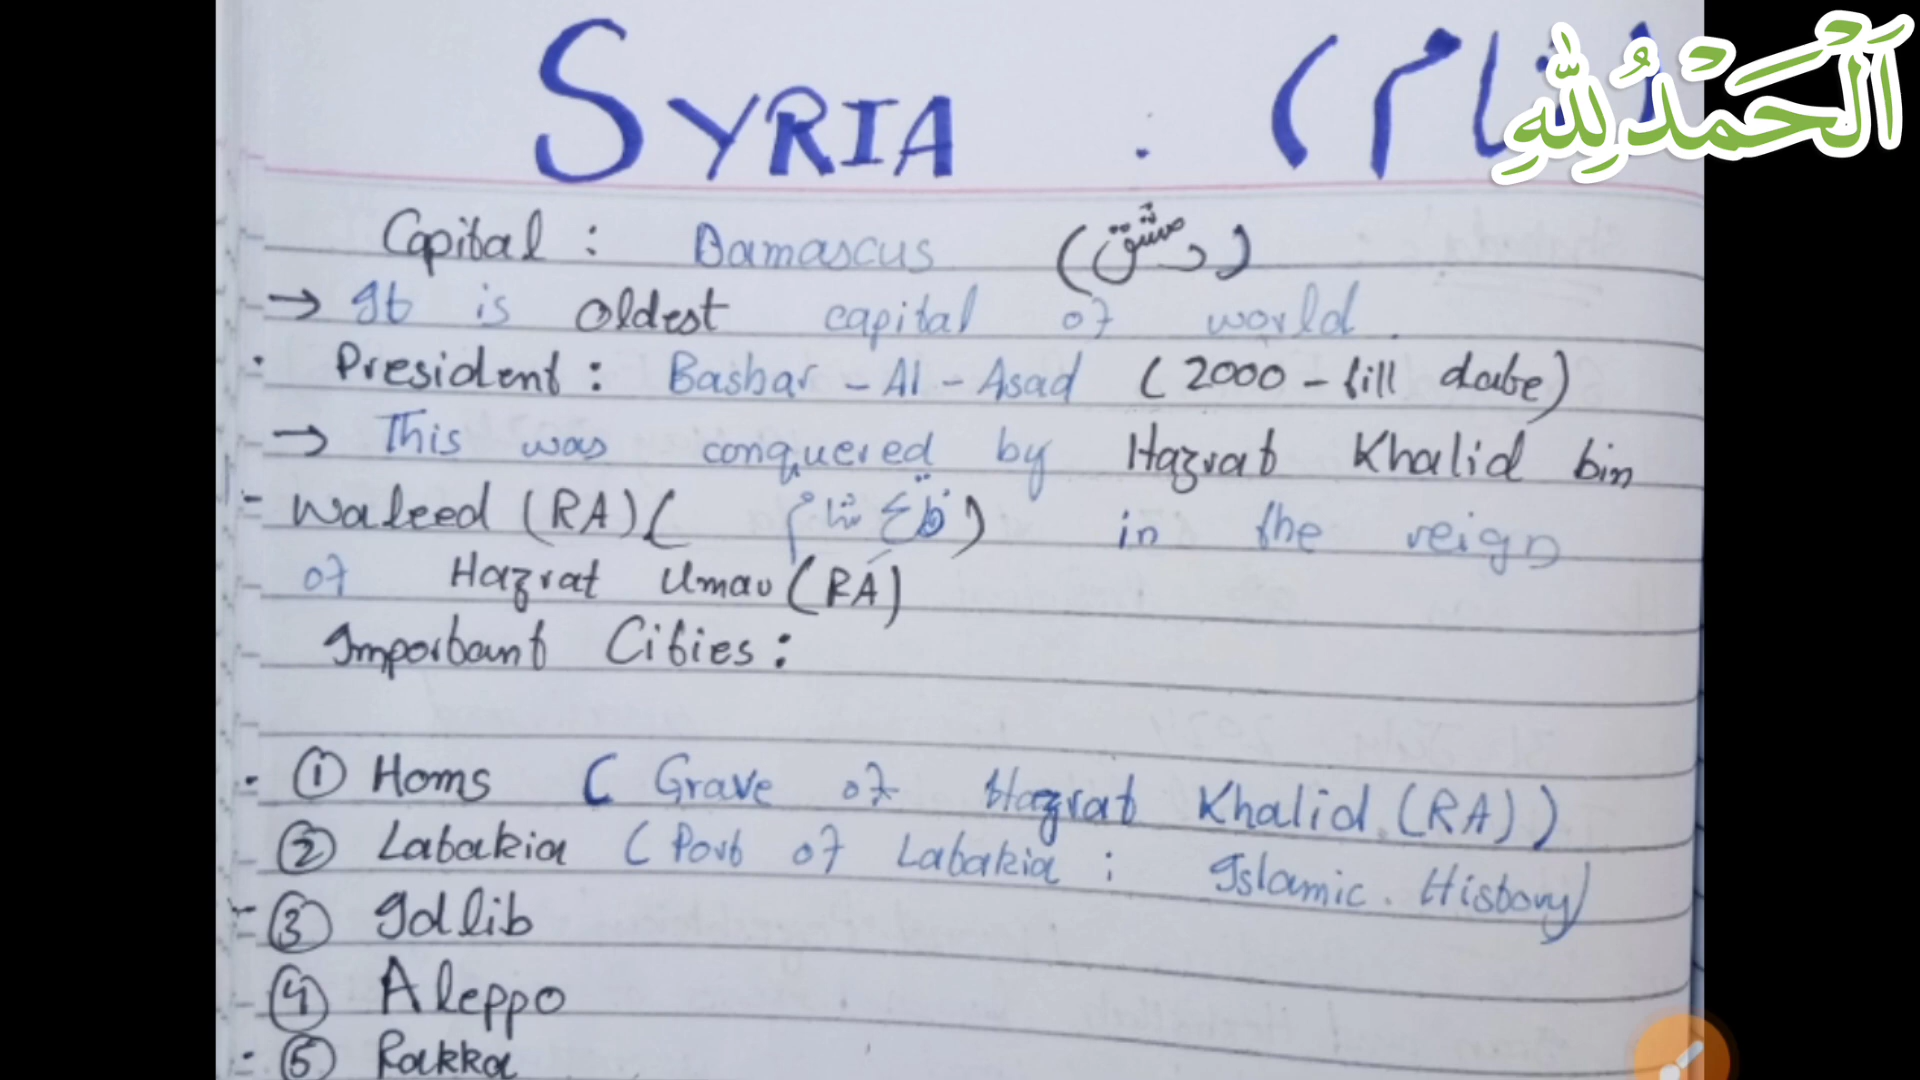 SYRIA : (شام)
اَلْحَمْدُلِلّٰهِ
Capital : Damascus (دمشق)
→ It is oldest capital of world.
President : Bashar - Al - Asad (2000 - till date)
→ This was conquered by Hazrat Khalid bin
Waleed (RA) (فاتح شام) in the reign
of Hazrat Umar (RA)
Important Cities :
① Homs (Grave of Hazrat Khalid (RA))
② Latakia (Port of Latakia : Islamic History)
③ Idlib
④ Aleppo
⑤ Rakka